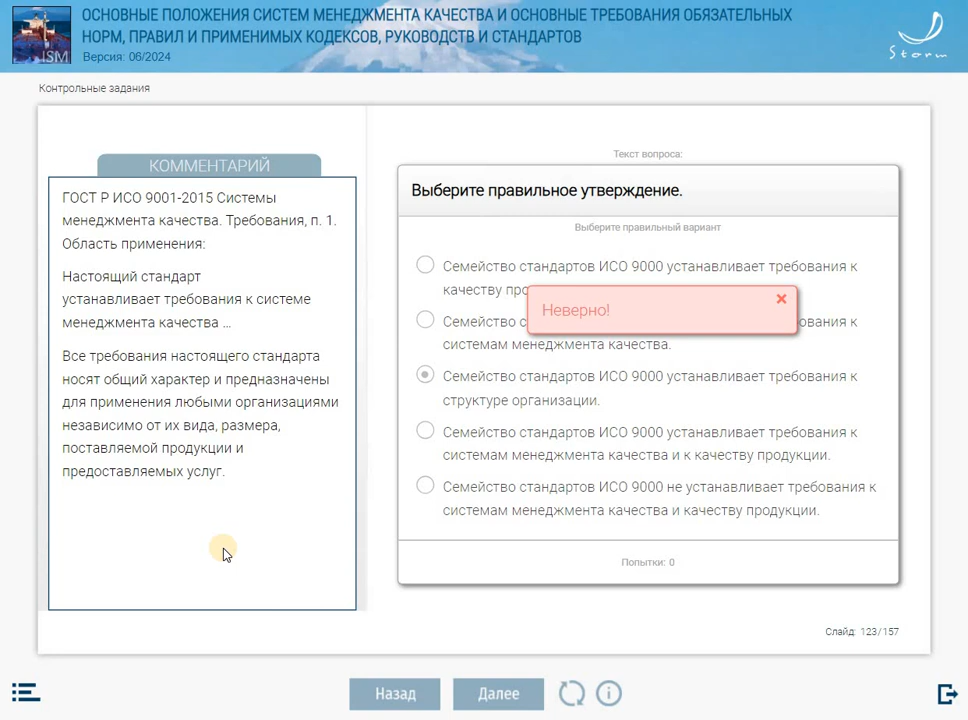 ОСНОВНЫЕ ПОЛОЖЕНИЯ СИСТЕМ МЕНЕДЖМЕНТА КАЧЕСТВА И ОСНОВНЫЕ ТРЕБОВАНИЯ ОБЯЗАТЕЛЬНЫХ
НОРМ, ПРАВИЛ И ПРИМЕНИМЫХ КОДЕКСОВ, РУКОВОДСТВ И СТАНДАРТОВ
ISM
Версия: 06/2024
Storm
Контрольные задания
КОММЕНТАРИЙ
ГОСТ Р ИСО 9001-2015 Системы
менеджмента качества. Требования, п. 1.
Область применения:
Настоящий стандарт
устанавливает требования к системе
менеджмента качества ...
Все требования настоящего стандарта
носят общий характер и предназначены
для применения любыми организациями
независимо от их вида, размера,
поставляемой продукции и
предоставляемых услуг.
Текст вопроса:
Выберите правильное утверждение.
Выберите правильный вариант
Семейство стандартов ИСО 9000 устанавливает требования к
качеству
Неверно!
Семейство
системам менеджмента качества.
Семейство стандартов ИСО 9000 устанавливает требования к
структуре организации.
Семейство стандартов ИСО 9000 устанавливает требования к
системам менеджмента качества и к качеству продукции.
Семейство стандартов ИСО 9000 не устанавливает требования к
системам менеджмента качества и качеству продукции.
Попытки: 0
Слайд: 123/157
Назад
Далее